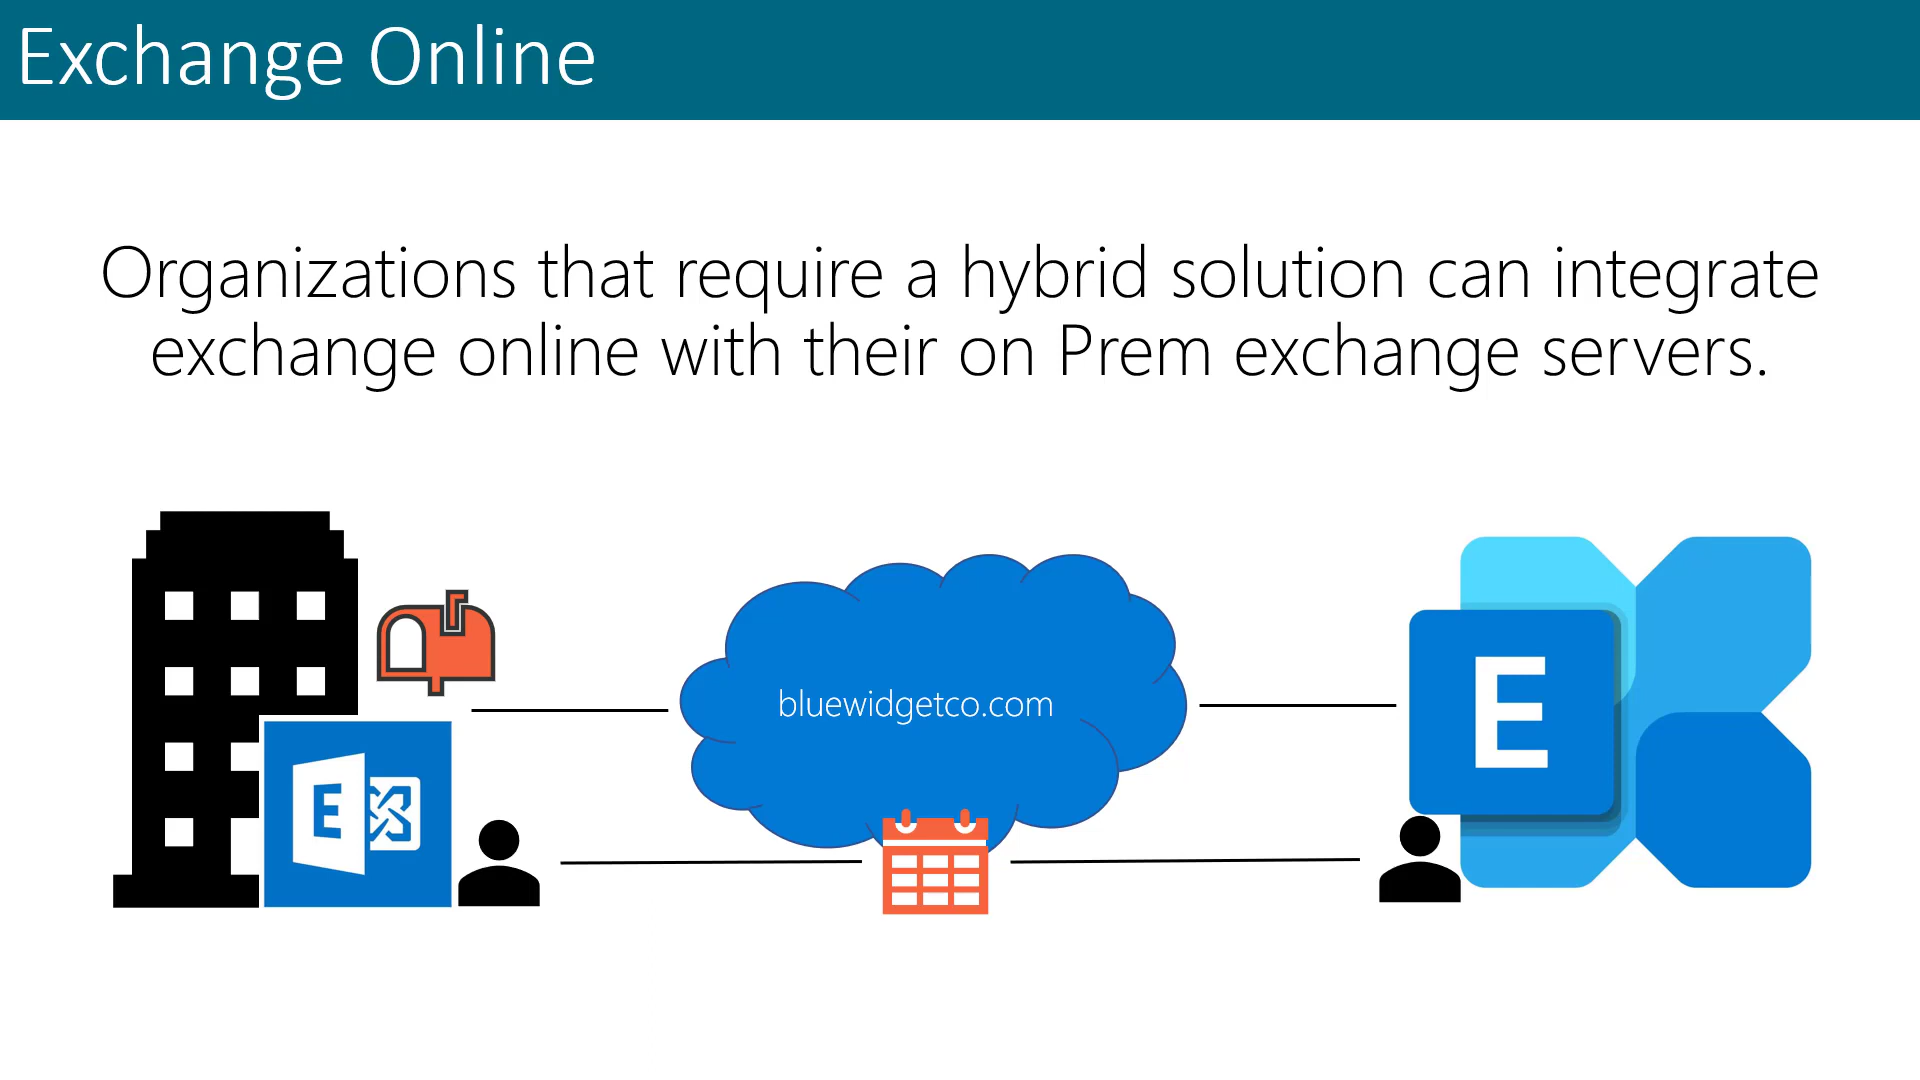 Exchange Online
Organizations that require a hybrid solution can integrate
exchange online with their on Prem exchange servers.
bluewidgetco.com
E
E